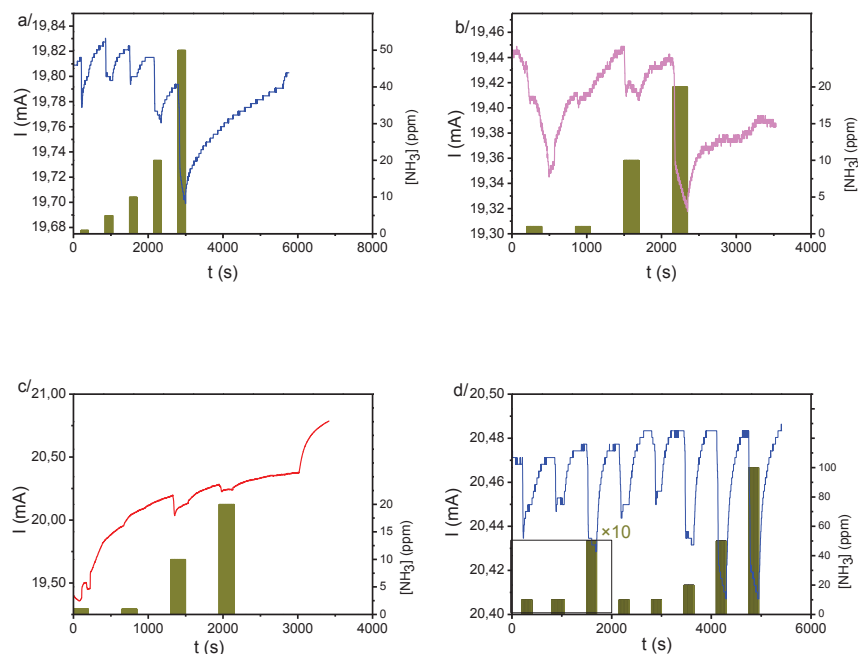 a/
19,84
19,82
19,80
19,78
19,76
19,74
19,72
19,70
19,68
I (mA)
0 2000 4000 6000 8000
t (s)
50
40
30
20
10
0
[NH3] (ppm)
b/
19,46
19,44
19,42
19,40
19,38
19,36
19,34
19,32
19,30
I (mA)
0 1000 2000 3000 4000
t (s)
20
15
10
5
0
[NH3] (ppm)
c/
21,00
20,50
20,00
19,50
I (mA)
0 1000 2000 3000 4000
t (s)
20
15
10
5
0
[NH3] (ppm)
d/
20,50
20,48
20,46
20,44
20,42
20,40
I (mA)
×10
0 2000 4000 6000
t (s)
100
80
60
50
40
20
0
[NH3] (ppm)